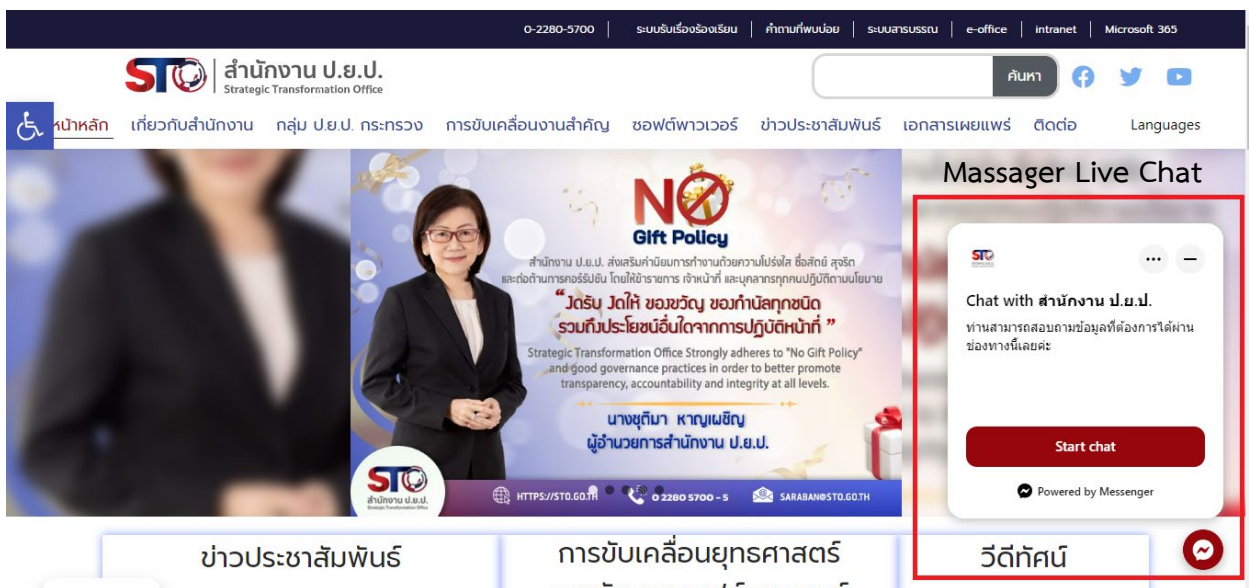 0-2280-5700 | ระบบรับเรื่องร้องเรียน | คำถามที่พบบ่อย | ระบบสารบรรณ | e-office | intranet | Microsoft 365
STO สำนักงาน ป.ย.ป.
Strategic Transformation Office
ค้นหา
หน้าหลัก เกี่ยวกับสำนักงาน กลุ่ม ป.ย.ป. กระทรวง การขับเคลื่อนงานสำคัญ ซอฟต์พาวเวอร์ ข่าวประชาสัมพันธ์ เอกสารเผยแพร่ ติดต่อ Languages
Massager Live Chat
NO
Gift Policy
สำนักงาน ป.ย.ป. ส่งเสริมค่านิยมการทำงานด้วยความโปร่งใส ซื่อสัตย์ สุจริต
และต่อต้านการคอร์รัปชัน โดยให้ข้าราชการ เจ้าหน้าที่ และบุคลากรทุกคนปฏิบัติตามนโยบาย
“งดรับ งดให้ ของขวัญ ของกำนัลทุกชนิด
รวมถึงประโยชน์อื่นใดจากการปฏิบัติหน้าที่ ”
Strategic Transformation Office Strongly adheres to "No Gift Policy"
and good governance practices in order to better promote
transparency, accountability and integrity at all levels.
นางชุติมา หาญเผชิญ
ผู้อำนวยการสำนักงาน ป.ย.ป.
STO
สำนักงาน ป.ย.ป.
Strategic Transformation Office
HTTPS://STO.GO.TH 0 2280 5700 - 5 SARABAN@STO.GO.TH
STO
Chat with สำนักงาน ป.ย.ป.
ท่านสามารถสอบถามข้อมูลที่ต้องการได้ผ่าน
ช่องทางนี้เลยค่ะ
Start chat
Powered by Messenger
ข่าวประชาสัมพันธ์
การขับเคลื่อนยุทธศาสตร์
วีดีทัศน์